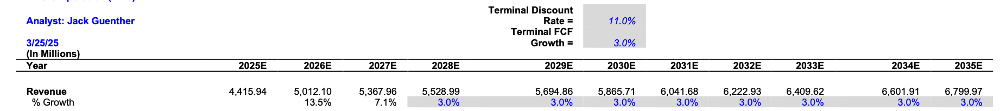 Terminal Discount
Analyst: Jack Guenther Rate = 11.0%
Terminal FCF
3/25/25 Growth = 3.0%
(In Millions)
Year 2025E 2026E 2027E 2028E 2029E 2030E 2031E 2032E 2033E 2034E 2035E
Revenue 4,415.94 5,012.10 5,367.96 5,528.99 5,694.86 5,865.71 6,041.68 6,222.93 6,409.62 6,601.91 6,799.97
% Growth 13.5% 7.1% 3.0% 3.0% 3.0% 3.0% 3.0% 3.0% 3.0% 3.0%